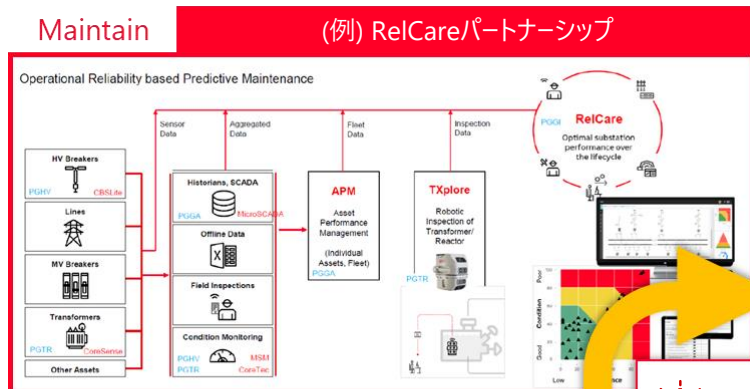 Maintain
(例) RelCareパートナーシップ
Operational Reliability based Predictive Maintenance
Sensor
Data
Aggregated
Data
Fleet
Data
Inspection
Data
HV Breakers
PGHV
CBSLite
Lines
MV Breakers
Transformers
PGTR
CoreSense
Other Assets
Historians, SCADA
PGGA
MicroSCADA
Offline Data
Field Inspections
Condition Monitoring
PGHV
MSM
PGTR
CoreTec
APM
Asset
Performance
Management
(Individual
Assets, Fleet)
PGGA
TXplore
Robotic
Inspection of
Transformer/
Reactor
PGTR
PGGI
RelCare
Optimal substation
performance over
the lifecycle
Poor
Condition
Good
Low